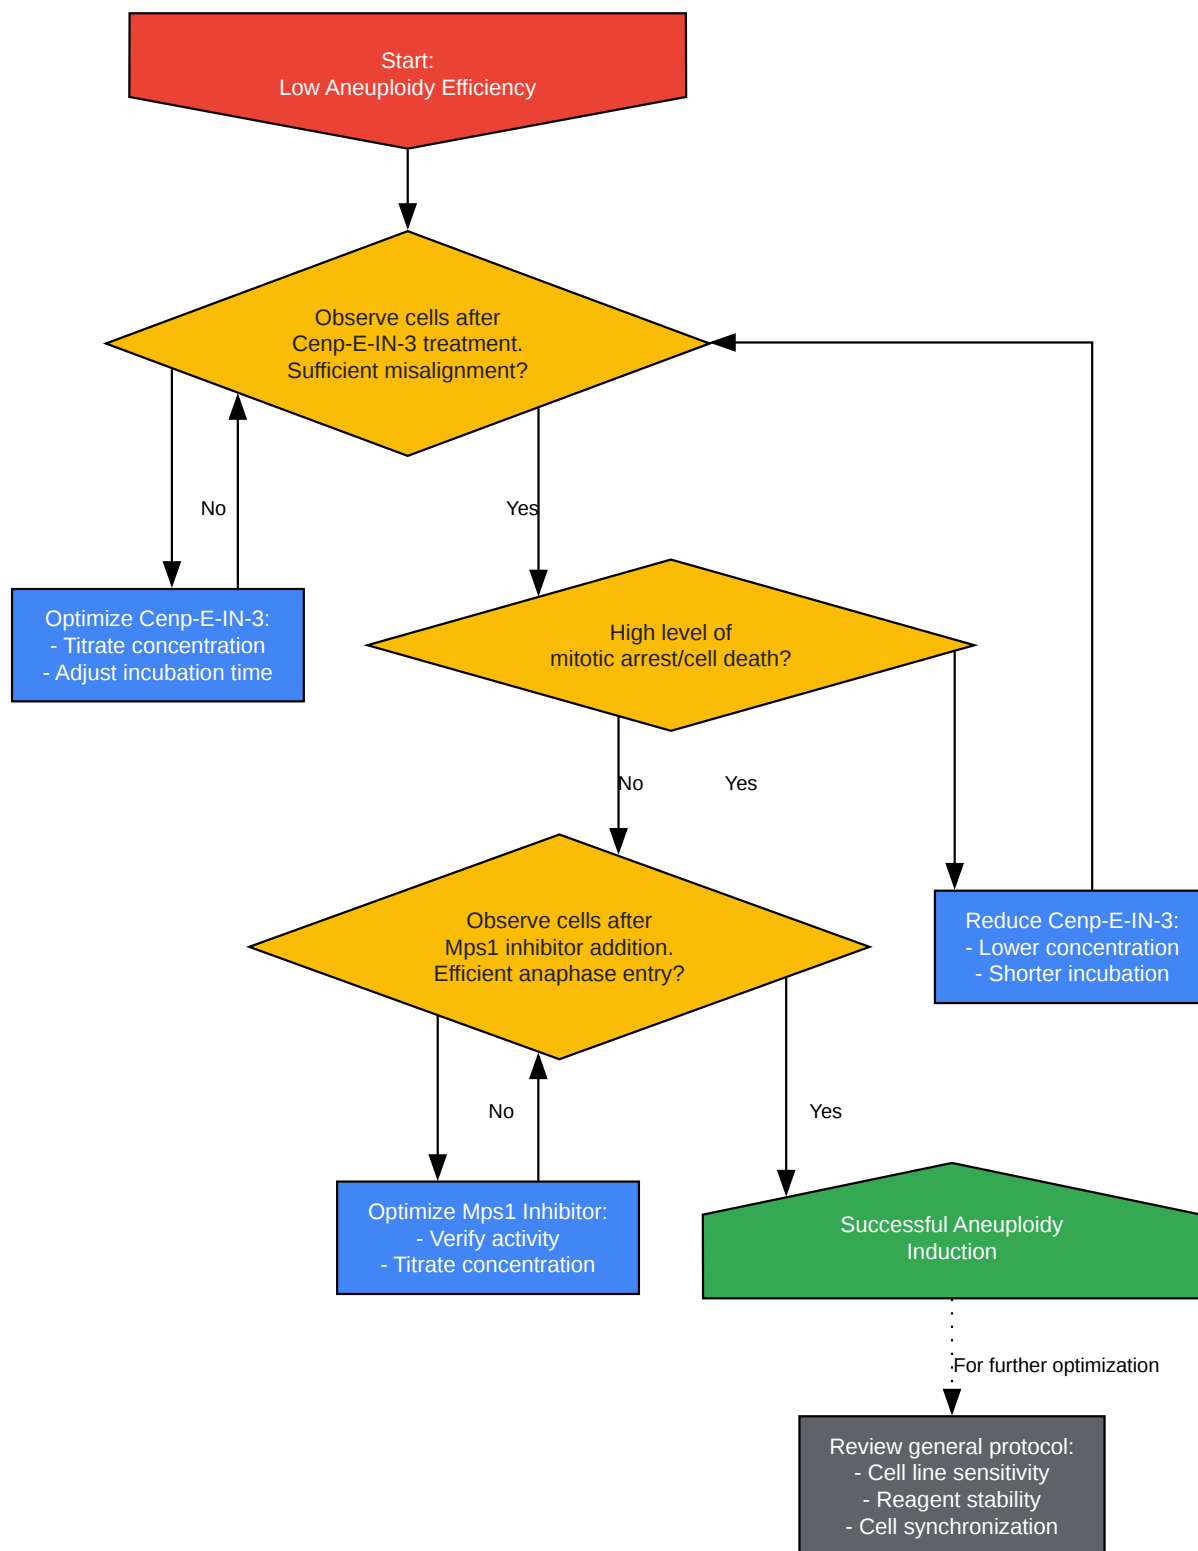 Start:
Low Aneuploidy Efficiency
Observe cells after
Cenp-E-IN-3 treatment.
Sufficient misalignment?
No
Yes
Optimize Cenp-E-IN-3:
- Titrate concentration
- Adjust incubation time
High level of
mitotic arrest/cell death?
No
Yes
Observe cells after
Mps1 inhibitor addition.
Efficient anaphase entry?
Reduce Cenp-E-IN-3:
- Lower concentration
- Shorter incubation
No
Yes
Optimize Mps1 Inhibitor:
- Verify activity
- Titrate concentration
Successful Aneuploidy
Induction
For further optimization
Review general protocol:
- Cell line sensitivity
- Reagent stability
- Cell synchronization